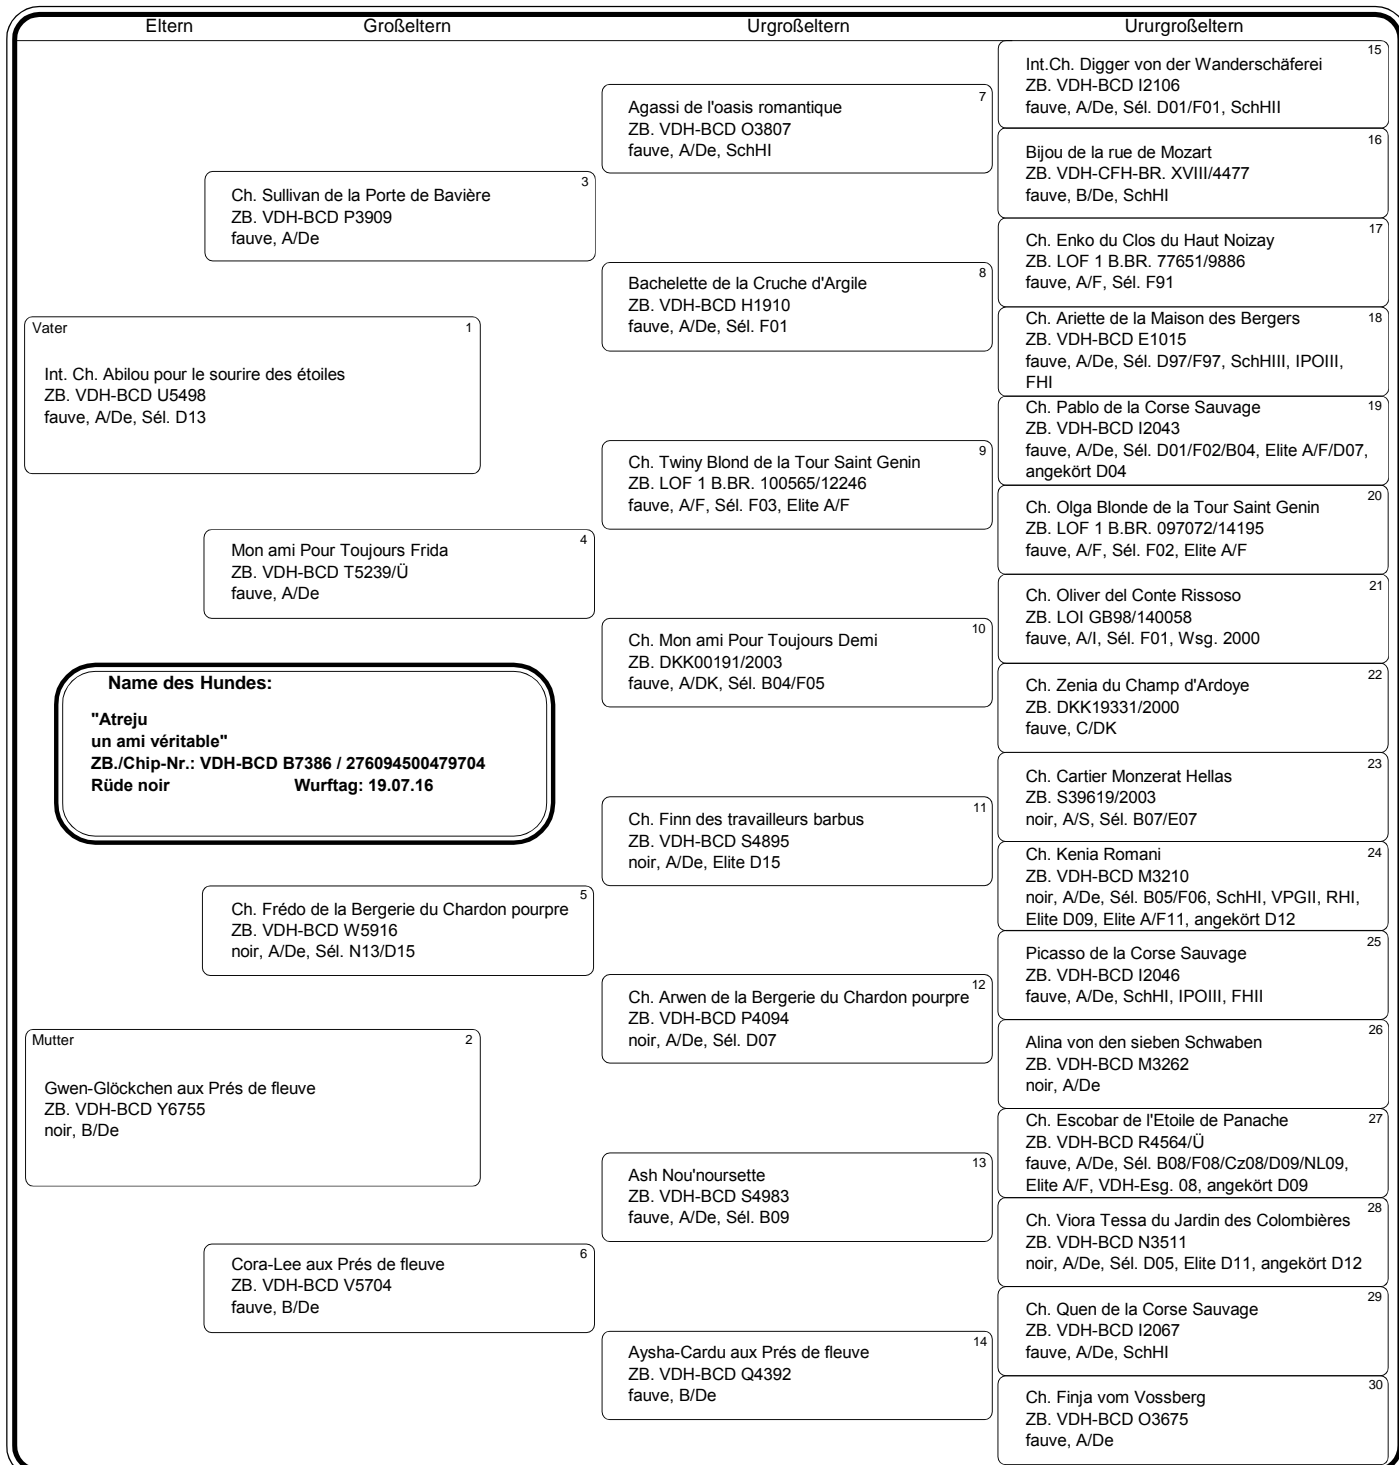 Eltern Großeltern Urgroßeltern Ururgroßeltern
Vater 1
Int. Ch. Abilou pour le sourire des étoiles
ZB. VDH-BCD U5498
fauve, A/De, Sél. D13
Name des Hundes:
"Atreju
un ami véritable"
ZB./Chip-Nr.: VDH-BCD B7386 / 276094500479704
Rüde noir Wurftag: 19.07.16
Mutter 2
Gwen-Glöckchen aux Prés de fleuve
ZB. VDH-BCD Y6755
noir, B/De
3
Ch. Sullivan de la Porte de Bavière
ZB. VDH-BCD P3909
fauve, A/De
4
Mon ami Pour Toujours Frida
ZB. VDH-BCD T5239/Ü
fauve, A/De
5
Ch. Frédo de la Bergerie du Chardon pourpre
ZB. VDH-BCD W5916
noir, A/De, Sél. N13/D15
6
Cora-Lee aux Prés de fleuve
ZB. VDH-BCD V5704
fauve, B/De
7
Agassi de l'oasis romantique
ZB. VDH-BCD O3807
fauve, A/De, SchHI
8
Bachelette de la Cruche d'Argile
ZB. VDH-BCD H1910
fauve, A/De, Sél. F01
9
Ch. Twiny Blond de la Tour Saint Genin
ZB. LOF 1 B.BR. 100565/12246
fauve, A/F, Sél. F03, Elite A/F
10
Ch. Mon ami Pour Toujours Demi
ZB. DKK00191/2003
fauve, A/DK, Sél. B04/F05
11
Ch. Finn des travailleurs barbus
ZB. VDH-BCD S4895
noir, A/De, Elite D15
12
Ch. Arwen de la Bergerie du Chardon pourpre
ZB. VDH-BCD P4094
noir, A/De, Sél. D07
13
Ash Nou'noursette
ZB. VDH-BCD S4983
fauve, A/De, Sél. B09
14
Aysha-Cardu aux Prés de fleuve
ZB. VDH-BCD Q4392
fauve, B/De
15
Int.Ch. Digger von der Wanderschäferei
ZB. VDH-BCD I2106
fauve, A/De, Sél. D01/F01, SchHII
16
Bijou de la rue de Mozart
ZB. VDH-CFH-BR. XVIII/4477
fauve, B/De, SchHI
17
Ch. Enko du Clos du Haut Noizay
ZB. LOF 1 B.BR. 77651/9886
fauve, A/F, Sél. F91
18
Ch. Ariette de la Maison des Bergers
ZB. VDH-BCD E1015
fauve, A/De, Sél. D97/F97, SchHIII, IPOIII,
FHI
19
Ch. Pablo de la Corse Sauvage
ZB. VDH-BCD I2043
fauve, A/De, Sél. D01/F02/B04, Elite A/F/D07,
angekört D04
20
Ch. Olga Blonde de la Tour Saint Genin
ZB. LOF 1 B.BR. 097072/14195
fauve, A/F, Sél. F02, Elite A/F
21
Ch. Oliver del Conte Rissoso
ZB. LOI GB98/140058
fauve, A/I, Sél. F01, Wsg. 2000
22
Ch. Zenia du Champ d'Ardoye
ZB. DKK19331/2000
fauve, C/DK
23
Ch. Cartier Monzerat Hellas
ZB. S39619/2003
noir, A/S, Sél. B07/E07
24
Ch. Kenia Romani
ZB. VDH-BCD M3210
noir, A/De, Sél. B05/F06, SchHI, VPGII, RHI,
Elite D09, Elite A/F11, angekört D12
25
Picasso de la Corse Sauvage
ZB. VDH-BCD I2046
fauve, A/De, SchHI, IPOIII, FHII
26
Alina von den sieben Schwaben
ZB. VDH-BCD M3262
noir, A/De
27
Ch. Escobar de l'Etoile de Panache
ZB. VDH-BCD R4564/Ü
fauve, A/De, Sél. B08/F08/Cz08/D09/NL09,
Elite A/F, VDH-Esg. 08, angekört D09
28
Ch. Viora Tessa du Jardin des Colombières
ZB. VDH-BCD N3511
noir, A/De, Sél. D05, Elite D11, angekört D12
29
Ch. Quen de la Corse Sauvage
ZB. VDH-BCD I2067
fauve, A/De, SchHI
30
Ch. Finja vom Vossberg
ZB. VDH-BCD O3675
fauve, A/De